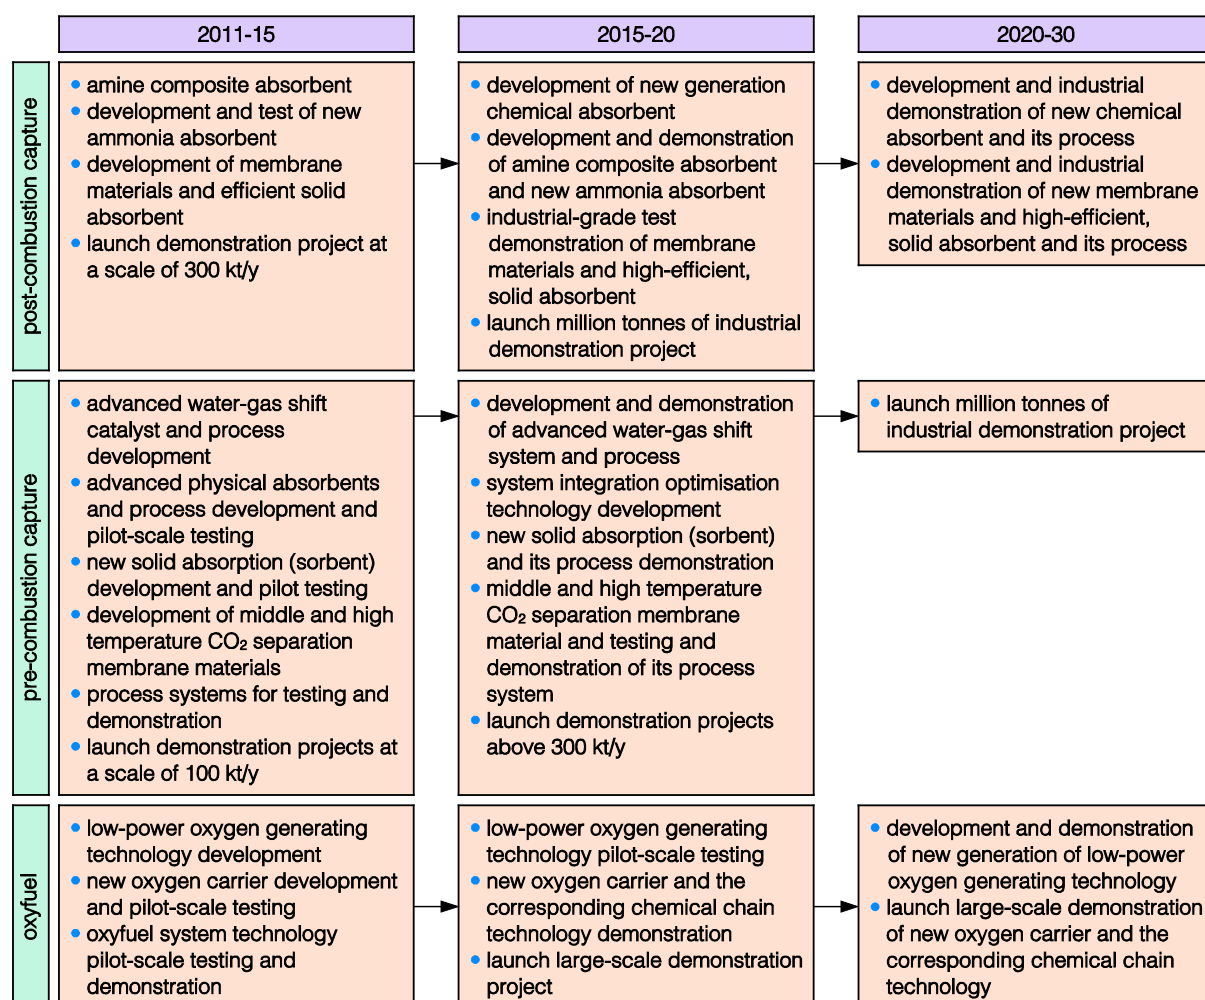 2011-15
2015-20
2020-30
post-combustion capture
• amine composite absorbent
• development and test of new
ammonia absorbent
• development of membrane
materials and efficient solid
absorbent
• launch demonstration project at
a scale of 300 kt/y
• development of new generation
chemical absorbent
• development and demonstration
of amine composite absorbent
and new ammonia absorbent
• industrial-grade test
demonstration of membrane
materials and high-efficient,
solid absorbent
• launch million tonnes of industrial
demonstration project
• development and industrial
demonstration of new chemical
absorbent and its process
• development and industrial
demonstration of new membrane
materials and high-efficient,
solid absorbent and its process
pre-combustion capture
• advanced water-gas shift
catalyst and process
development
• advanced physical absorbents
and process development and
pilot-scale testing
• new solid absorption (sorbent)
development and pilot testing
• development of middle and high
temperature CO₂ separation
membrane materials
• process systems for testing and
demonstration
• launch demonstration projects at
a scale of 100 kt/y
• development and demonstration
of advanced water-gas shift
system and process
• system integration optimisation
technology development
• new solid absorption (sorbent)
and its process demonstration
• middle and high temperature
CO₂ separation membrane
material and testing and
demonstration of its process
system
• launch demonstration projects
above 300 kt/y
• launch million tonnes of
industrial demonstration project
oxyfuel
• low-power oxygen generating
technology development
• new oxygen carrier development
and pilot-scale testing
• oxyfuel system technology
pilot-scale testing and
demonstration
• low-power oxygen generating
technology pilot-scale testing
• new oxygen carrier and the
corresponding chemical chain
technology demonstration
• launch large-scale demonstration
project
• development and demonstration
of new generation of low-power
oxygen generating technology
• launch large-scale demonstration
of new oxygen carrier and the
corresponding chemical chain
technology